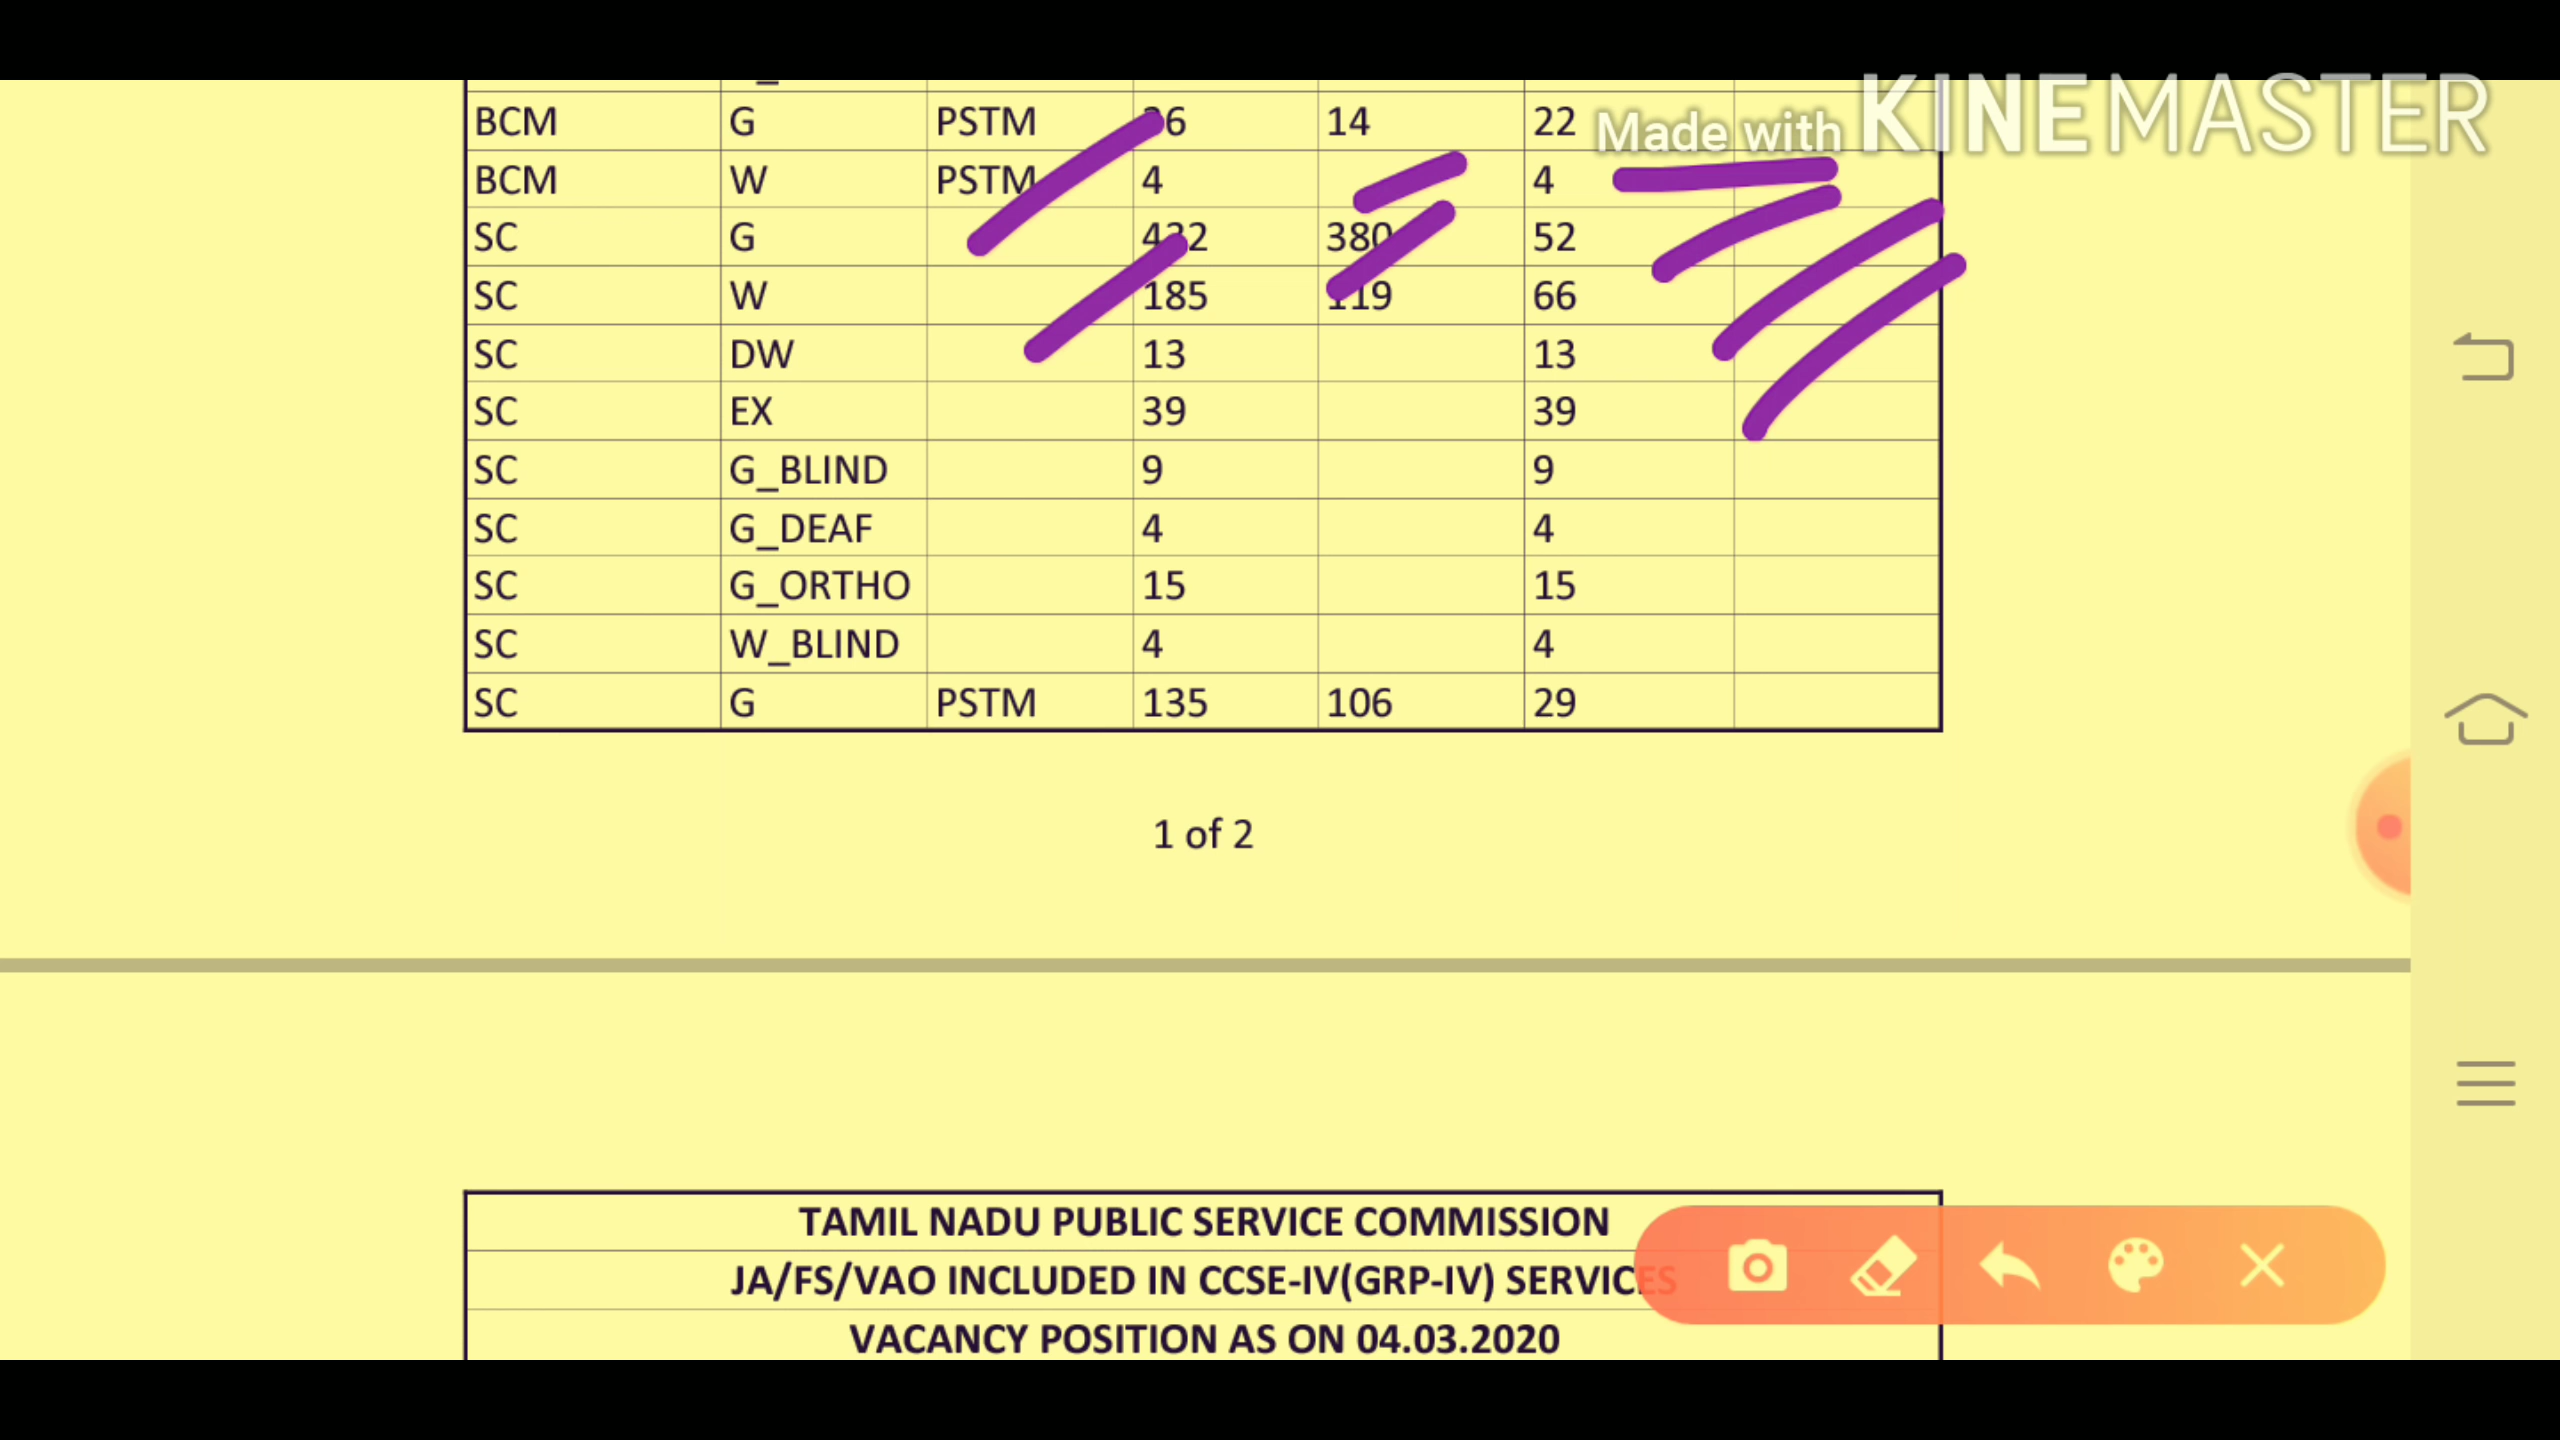 BCM G PSTM 36 14 22 Made with KINEMASTER
BCM W PSTM 4 4
SC G 432 380 52
SC W 185 119 66
SC DW 13 13
SC EX 39 39
SC G_BLIND 9 9
SC G_DEAF 4 4
SC G_ORTHO 15 15
SC W_BLIND 4 4
SC G PSTM 135 106 29
1 of 2
TAMIL NADU PUBLIC SERVICE COMMISSION
JA/FS/VAO INCLUDED IN CCSE-IV(GRP-IV) SERVICES
VACANCY POSITION AS ON 04.03.2020